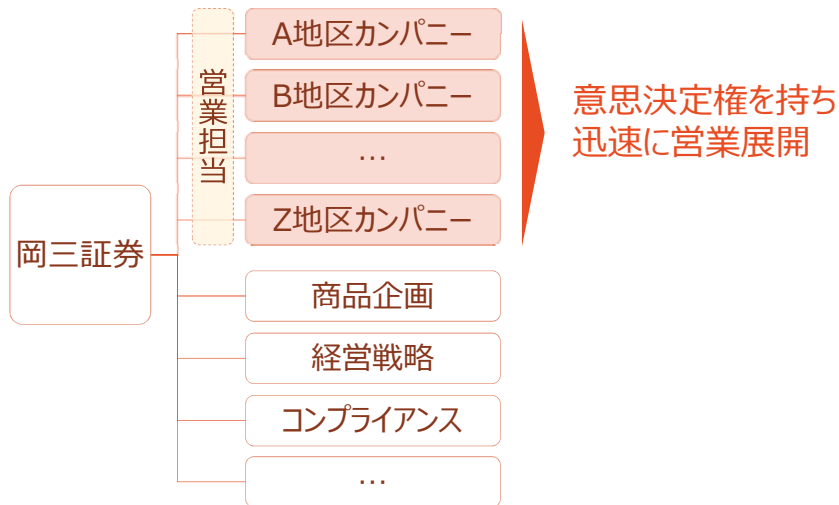 岡三証券
営業担当
A地区カンパニー
B地区カンパニー
…
Z地区カンパニー
商品企画
経営戦略
コンプライアンス
…
意思決定権を持ち
迅速に営業展開